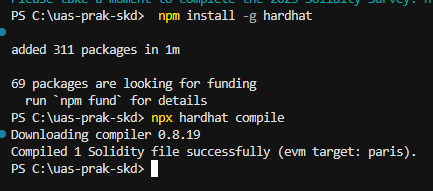 Please take a moment to complete the 2023 Solidity Survey:
PS C:\uas-prak-skd>  npm install -g hardhat
added 311 packages in 1m
69 packages are looking for funding
  run `npm fund` for details
PS C:\uas-prak-skd> npx hardhat compile
Downloading compiler 0.8.19
Compiled 1 Solidity file successfully (evm target: paris).
PS C:\uas-prak-skd>